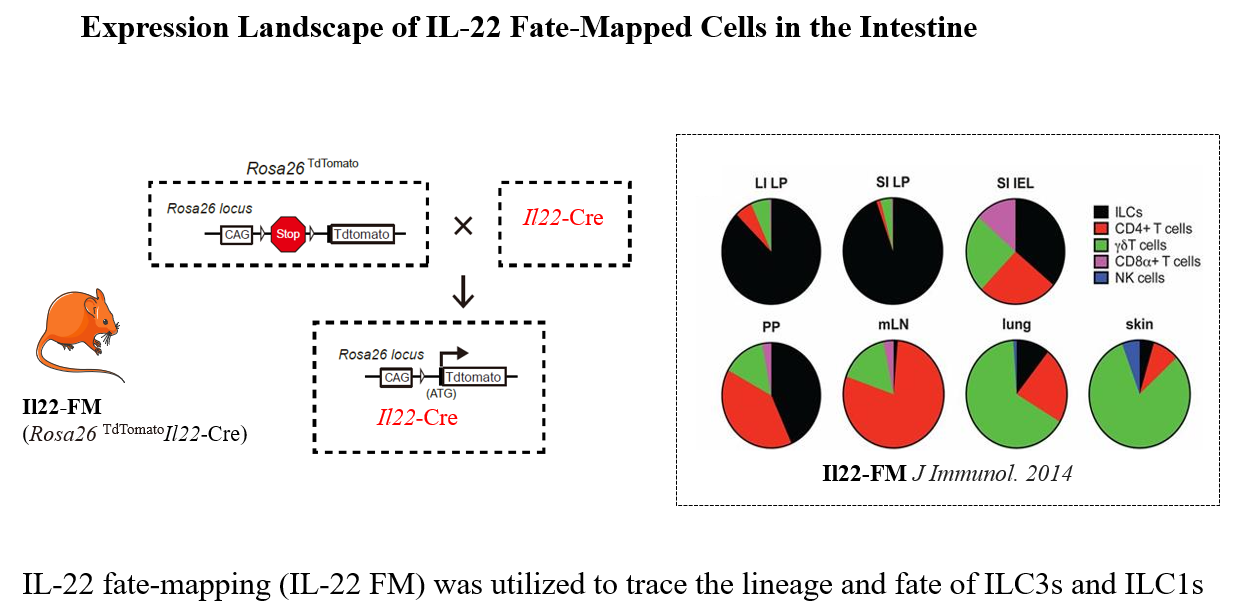 Expression Landscape of IL-22 Fate-Mapped Cells in the Intestine
Rosa26 TdTomato
Rosa26 locus
CAG Stop Tdtomato
×
Il22-Cre
Rosa26 locus
CAG Tdtomato
(ATG)
Il22-Cre
Il22-FM
(Rosa26 TdTomatoIl22-Cre)
LI LP SI LP SI IEL
ILCs
CD4+ T cells
γδT cells
CD8α+ T cells
NK cells
PP mLN lung skin
Il22-FM J Immunol. 2014
IL-22 fate-mapping (IL-22 FM) was utilized to trace the lineage and fate of ILC3s and ILC1s